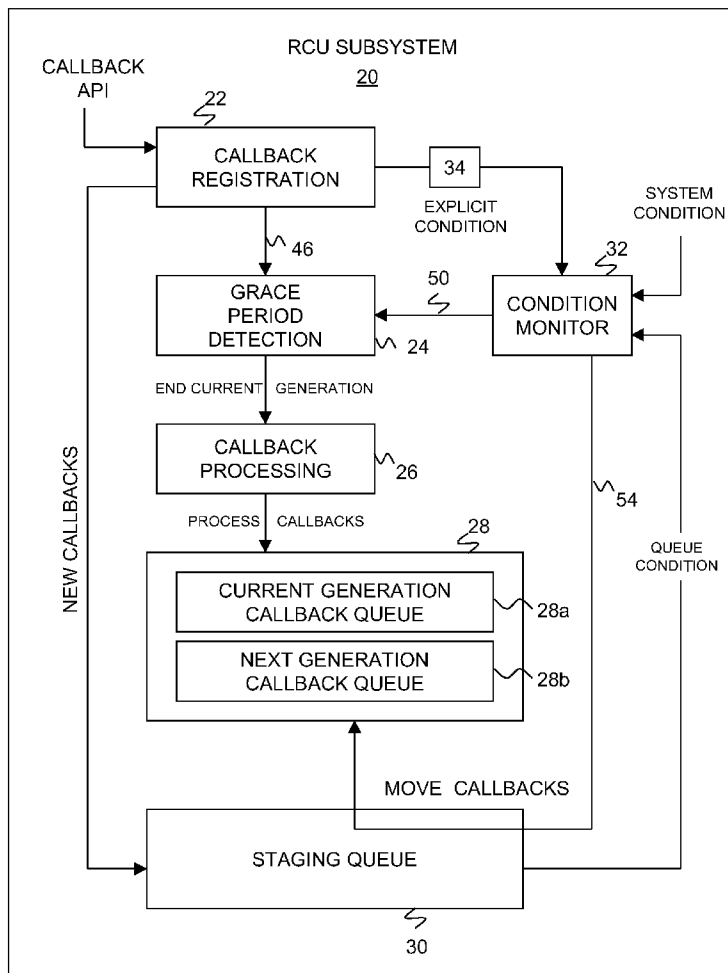 RCU SUBSYSTEM
20
CALLBACK
API
22
CALLBACK
REGISTRATION
34
EXPLICIT
CONDITION
SYSTEM
CONDITION
46
32
50
GRACE
PERIOD
DETECTION
24
CONDITION
MONITOR
END CURRENT GENERATION
CALLBACK
PROCESSING
26
54
PROCESS CALLBACKS
28
NEW CALLBACKS
QUEUE
CONDITION
CURRENT GENERATION
CALLBACK QUEUE
28a
NEXT GENERATION
CALLBACK QUEUE
28b
MOVE CALLBACKS
STAGING QUEUE
30